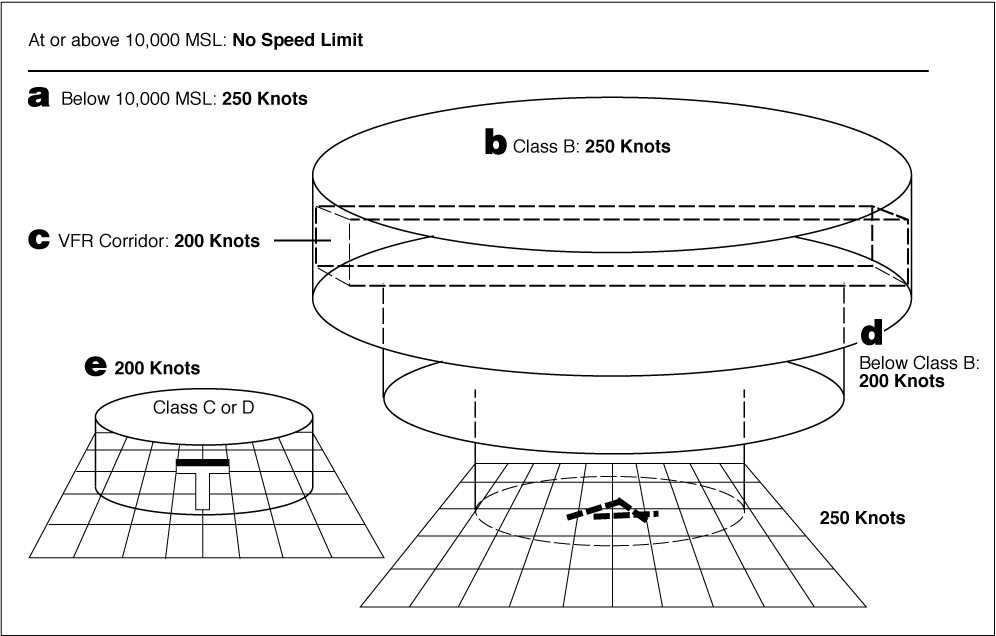 At or above 10,000 MSL: No Speed Limit
a Below 10,000 MSL: 250 Knots
b Class B: 250 Knots
c VFR Corridor: 200 Knots
d
Below Class B:
200 Knots
e 200 Knots
Class C or D
250 Knots